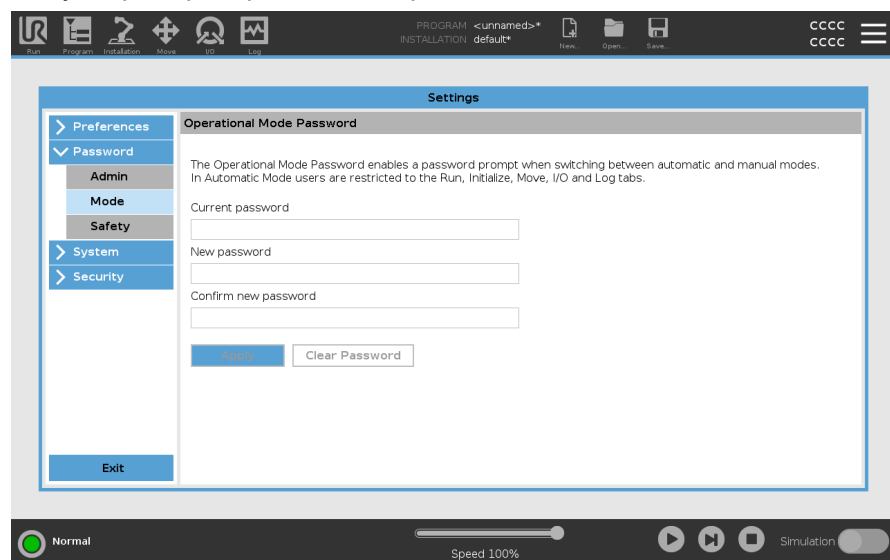 PROGRAM <unnamed>*
INSTALLATION default*
CCCC
CCCC
Run
Program
Installation
Move
I/O
Log
New...
Open...
Save...
Settings
Preferences
Password
Admin
Mode
Safety
System
Security
Exit
Operational Mode Password
The Operational Mode Password enables a password prompt when switching between automatic and manual modes.
In Automatic Mode users are restricted to the Run, Initialize, Move, I/O and Log tabs.
Current password
New password
Confirm new password
Apply
Clear Password
Normal
Speed 100%
Simulation